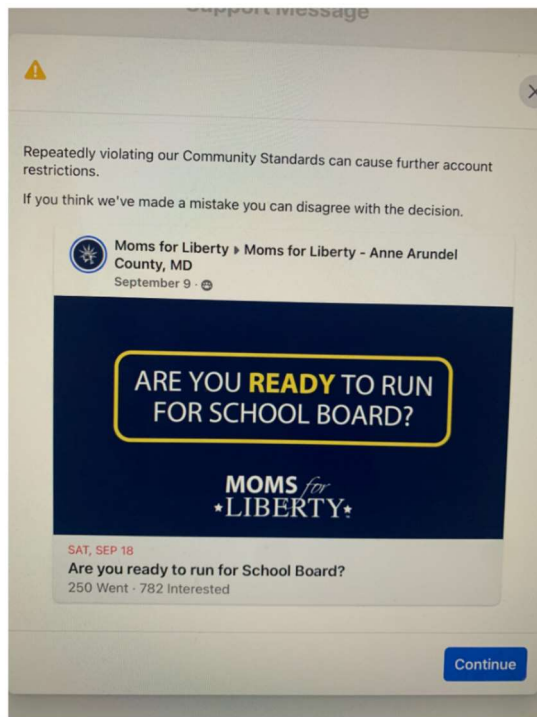 Support Message
Repeatedly violating our Community Standards can cause further account
restrictions.
If you think we've made a mistake you can disagree with the decision.
Moms for Liberty ▸ Moms for Liberty - Anne Arundel
County, MD
September 9 ·
ARE YOU READY TO RUN
FOR SCHOOL BOARD?
MOMS for
★LIBERTY★
SAT, SEP 18
Are you ready to run for School Board?
250 Went · 782 Interested
Continue